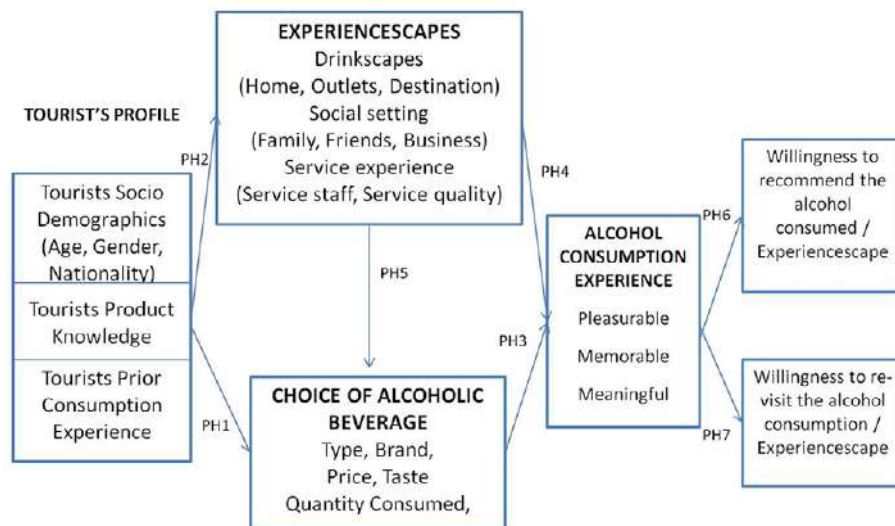 EXPERIENCESCAPES
Drinkscapes
(Home, Outlets, Destination)
Social setting
(Family, Friends, Business)
Service experience
(Service staff, Service quality)
TOURIST'S PROFILE
Tourists Socio
Demographics
(Age, Gender,
Nationality)
Tourists Product
Knowledge
Tourists Prior
Consumption
Experience
PH2
PH1
PH5
CHOICE OF ALCOHOLIC
BEVERAGE
Type, Brand,
Price, Taste
Quantity Consumed,
PH4
PH3
ALCOHOL
CONSUMPTION
EXPERIENCE
Pleasurable
Memorable
Meaningful
PH6
PH7
Willingness to
recommend the
alcohol
consumed /
Experiencescape
Willingness to re-
visit the alcohol
consumption /
Experiencescape